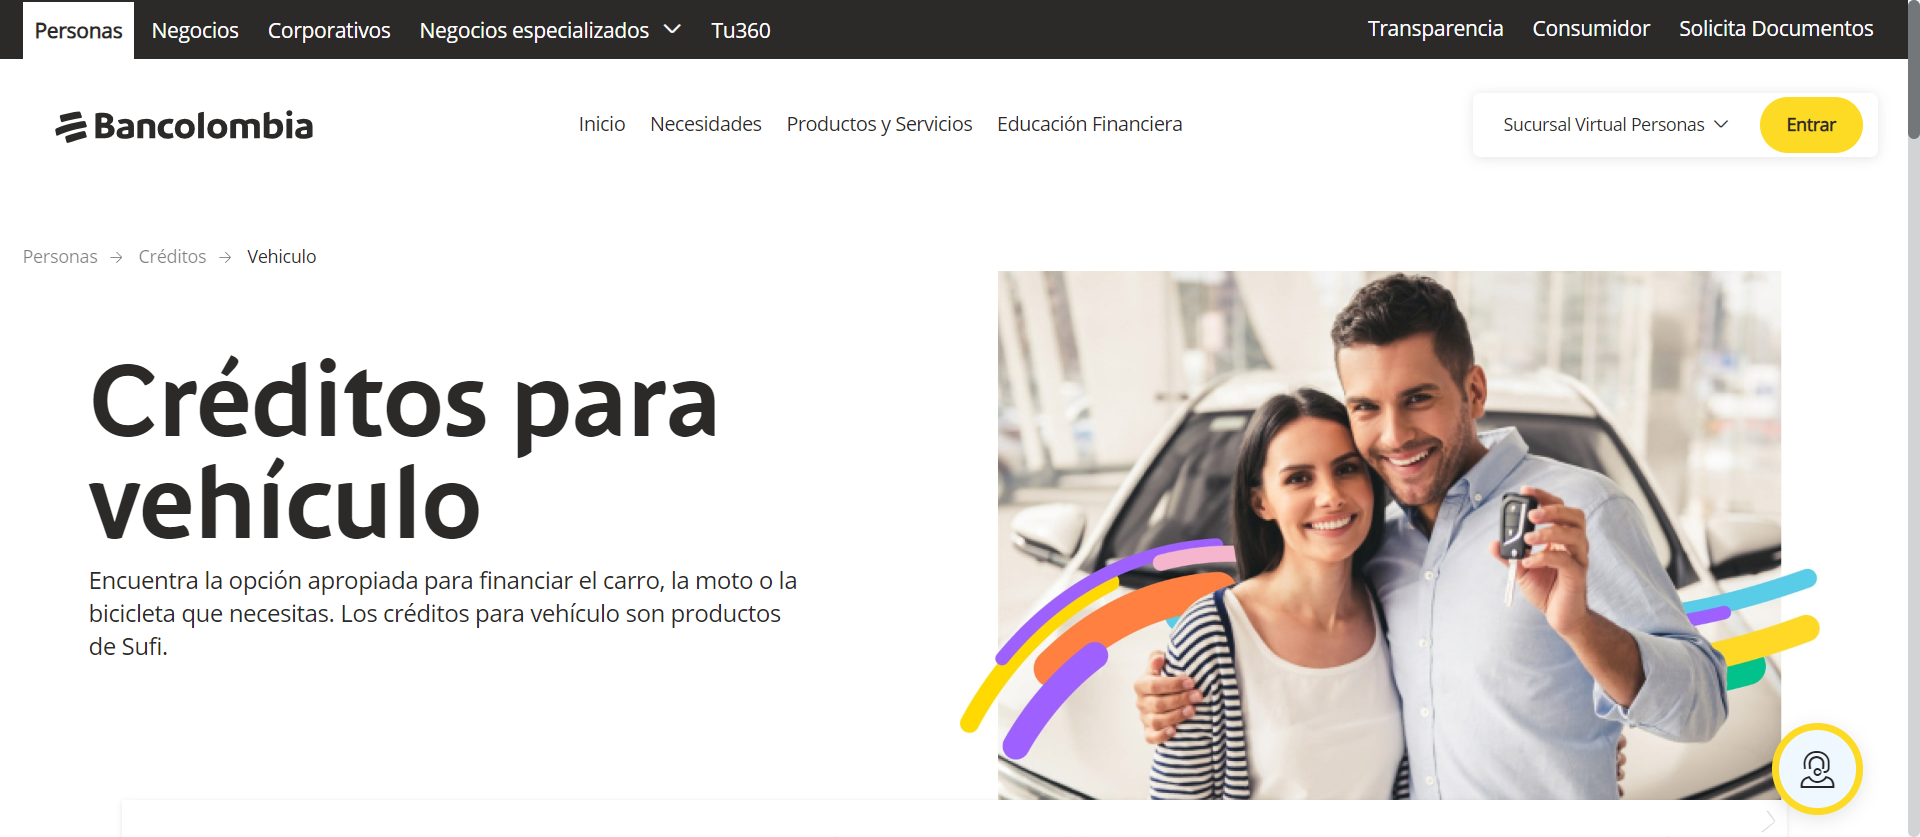 Personas Negocios Corporativos Negocios especializados Tu360 Transparencia Consumidor Solicita Documentos
Bancolombia Inicio Necesidades Productos y Servicios Educación Financiera Sucursal Virtual Personas Entrar
Personas → Créditos → Vehiculo
Créditos para
vehículo
Encuentra la opción apropiada para financiar el carro, la moto o la
bicicleta que necesitas. Los créditos para vehículo son productos
de Sufi.